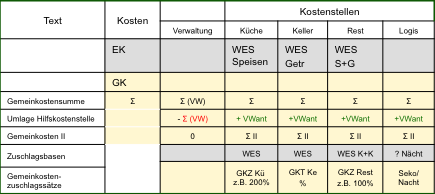 Text Kosten Kostenstellen
Verwaltung Küche Keller Rest Logis
EK WES Speisen WES Getr WES S+G
GK
Gemeinkostensumme Σ Σ (VW) Σ Σ Σ Σ
Umlage Hilfskostenstelle - Σ (VW) + VWant + VWant + VWant + VWant
Gemeinkosten II 0 Σ II Σ II Σ II Σ II
Zuschlagsbasen WES WES WES K+K ? Nächt
Gemeinkosten-zuschlagssätze GKZ Kü z.B. 200% GKT Ke % GKZ Rest z.B. 100% Seko/ Nacht